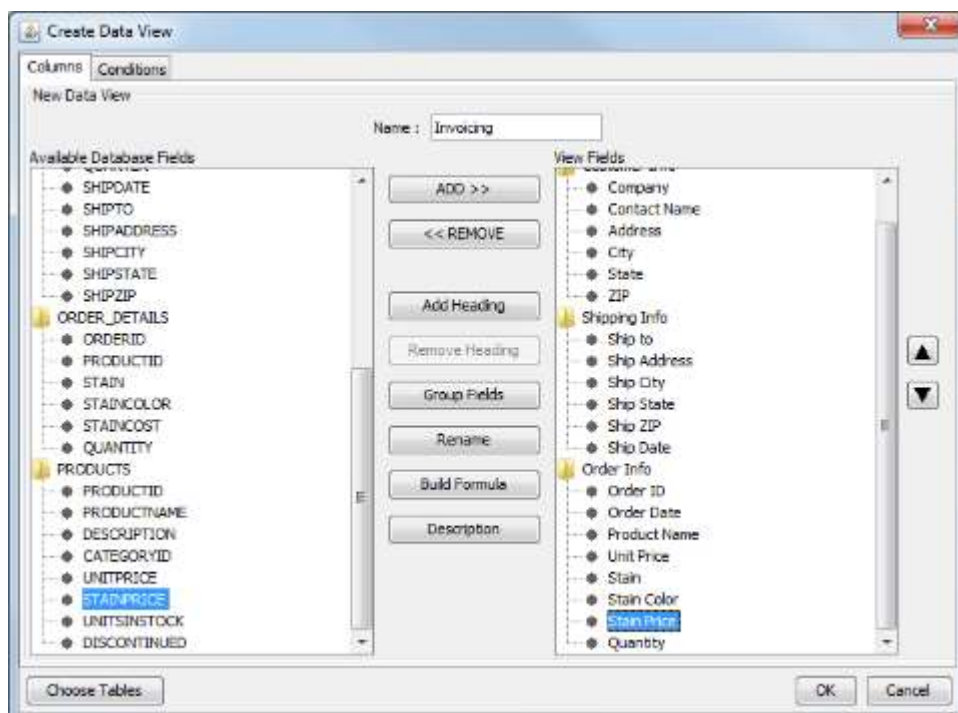 Create Data View
Columns
Conditions
New Data View
Name : Invoicing
Available Database Fields
QUARTER
SHIPDATE
SHIPTO
SHIPADDRESS
SHIPCITY
SHIPSTATE
SHIPZIP
ORDER_DETAILS
ORDERID
PRODUCTID
STAIN
STAINCOLOR
STAINCOST
QUANTITY
PRODUCTS
PRODUCTID
PRODUCTNAME
DESCRIPTION
CATEGORYID
UNITPRICE
STAINPRICE
UNITSINSTOCK
DISCONTINUED
ADD >>
<< REMOVE
Add Heading
Remove Heading
Group Fields
Rename
Build Formula
Description
View Fields
Customer Info
Company
Contact Name
Address
City
State
ZIP
Shipping Info
Ship to
Ship Address
Ship City
Ship State
Ship ZIP
Ship Date
Order Info
Order ID
Order Date
Product Name
Unit Price
Stain
Stain Color
Stain Price
Quantity
Choose Tables
OK
Cancel